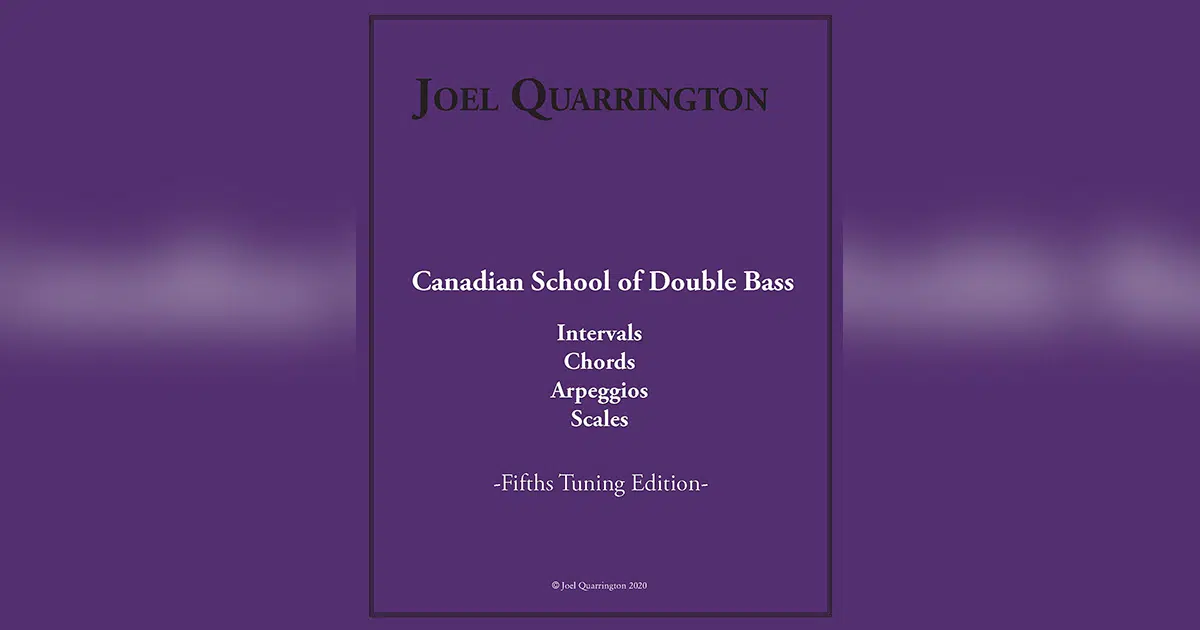 Joel Quarrington
Canadian School of Double Bass
Intervals
Chords
Arpeggios
Scales
-Fifths Tuning Edition-
© Joel Quarrington 2020